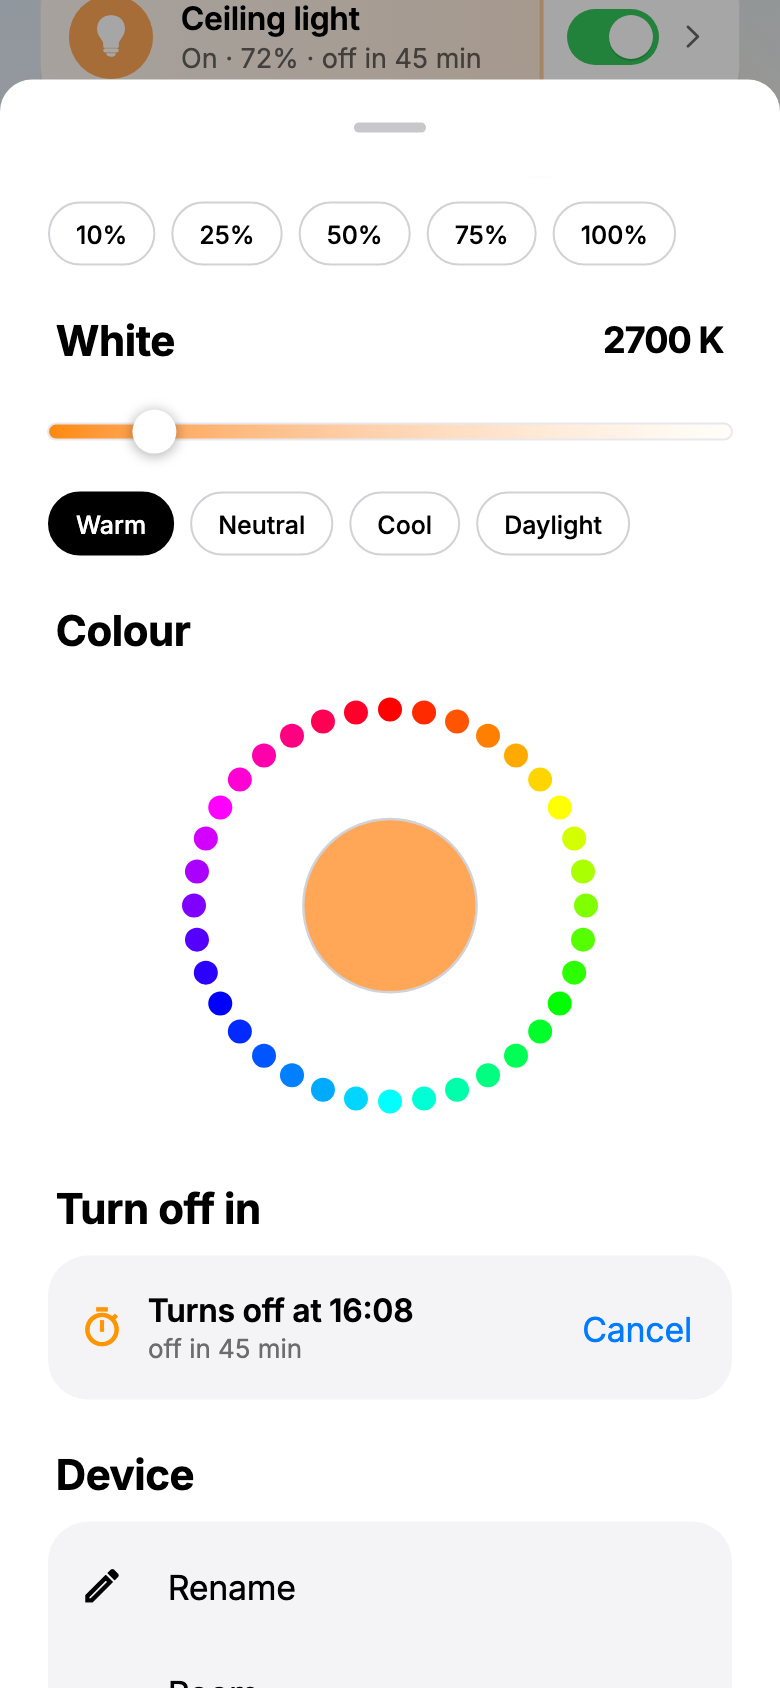 Ceiling light
On · 72% · off in 45 min
10% 25% 50% 75% 100%
White 2700 K
Warm Neutral Cool Daylight
Colour
Turn off in
Turns off at 16:08
off in 45 min
Cancel
Device
Rename